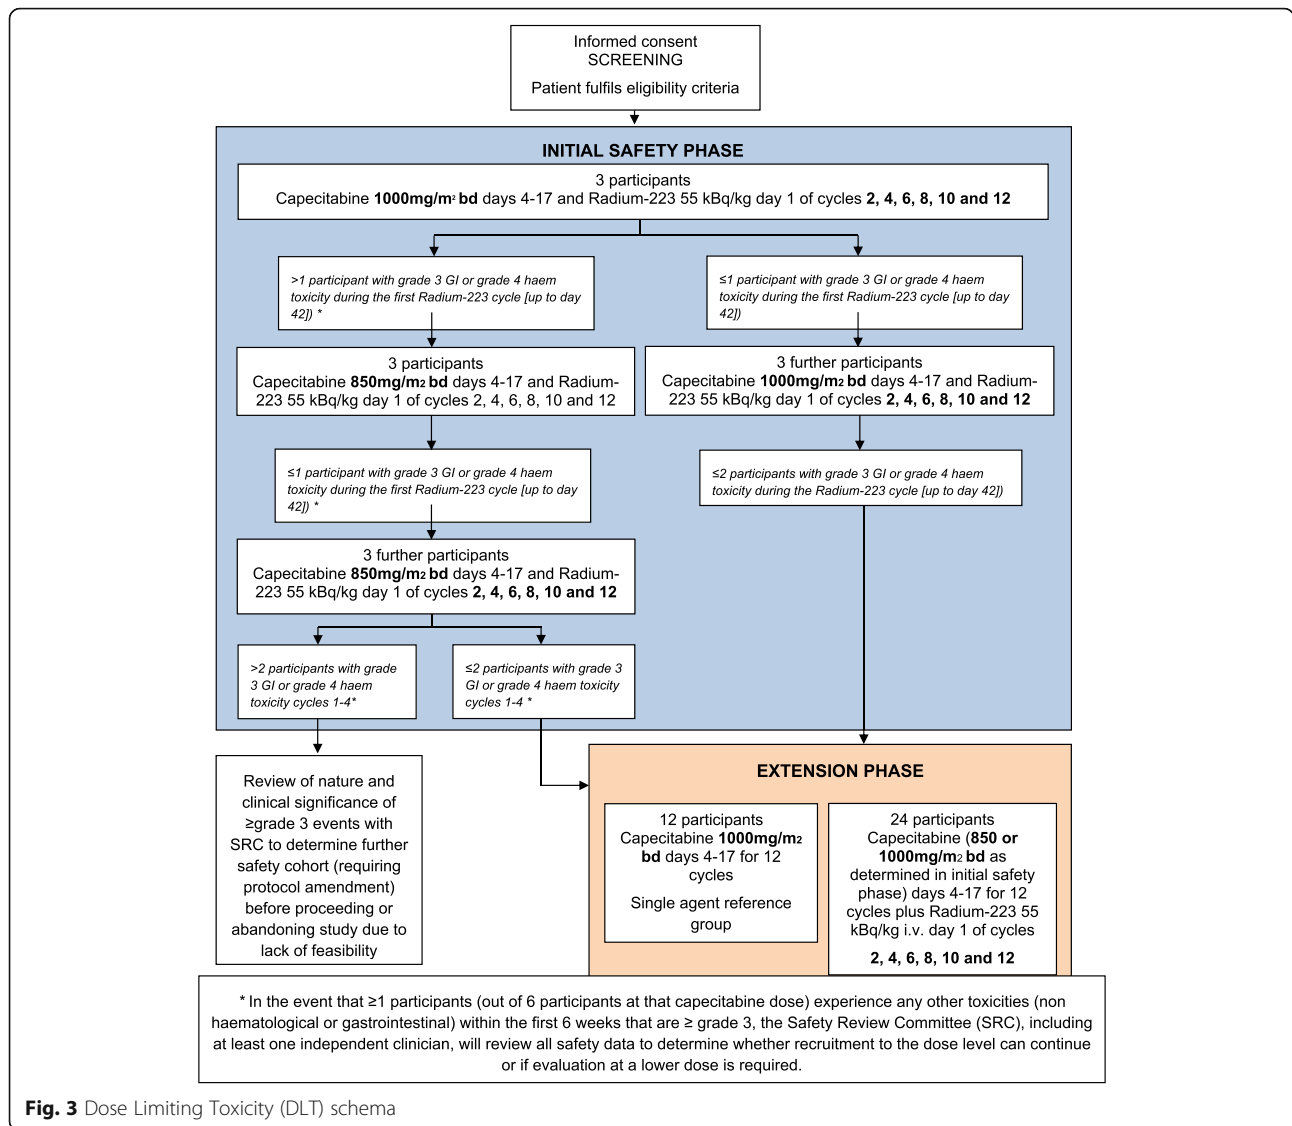 Informed consent
SCREENING
Patient fulfils eligibility criteria
INITIAL SAFETY PHASE
3 participants
Capecitabine 1000mg/m² bd days 4-17 and Radium-223 55 kBq/kg day 1 of cycles 2, 4, 6, 8, 10 and 12
>1 participant with grade 3 GI or grade 4 haem
toxicity during the first Radium-223 cycle [up to day
42]) *
≤1 participant with grade 3 GI or grade 4 haem
toxicity during the first Radium-223 cycle [up to day
42])
3 participants
Capecitabine 850mg/m2 bd days 4-17 and Radium-
223 55 kBq/kg day 1 of cycles 2, 4, 6, 8, 10 and 12
3 further participants
Capecitabine 1000mg/m2 bd days 4-17 and Radium-
223 55 kBq/kg day 1 of cycles 2, 4, 6, 8, 10 and 12
≤1 participant with grade 3 GI or grade 4 haem
toxicity during the first Radium-223 cycle [up to day
42]) *
≤2 participants with grade 3 GI or grade 4 haem
toxicity during the Radium-223 cycle [up to day 42])
3 further participants
Capecitabine 850mg/m2 bd days 4-17 and Radium-
223 55 kBq/kg day 1 of cycles 2, 4, 6, 8, 10 and 12
>2 participants with grade
3 GI or grade 4 haem
toxicity cycles 1-4*
≤2 participants with grade 3
GI or grade 4 haem toxicity
cycles 1-4 *
Review of nature and
clinical significance of
≥grade 3 events with
SRC to determine further
safety cohort (requiring
protocol amendment)
before proceeding or
abandoning study due to
lack of feasibility
EXTENSION PHASE
12 participants
Capecitabine 1000mg/m2
bd days 4-17 for 12
cycles
Single agent reference
group
24 participants
Capecitabine (850 or
1000mg/m2 bd as
determined in initial safety
phase) days 4-17 for 12
cycles plus Radium-223 55
kBq/kg i.v. day 1 of cycles
2, 4, 6, 8, 10 and 12
* In the event that ≥1 participants (out of 6 participants at that capecitabine dose) experience any other toxicities (non
haematological or gastrointestinal) within the first 6 weeks that are ≥ grade 3, the Safety Review Committee (SRC), including
at least one independent clinician, will review all safety data to determine whether recruitment to the dose level can continue
or if evaluation at a lower dose is required.
Fig. 3 Dose Limiting Toxicity (DLT) schema